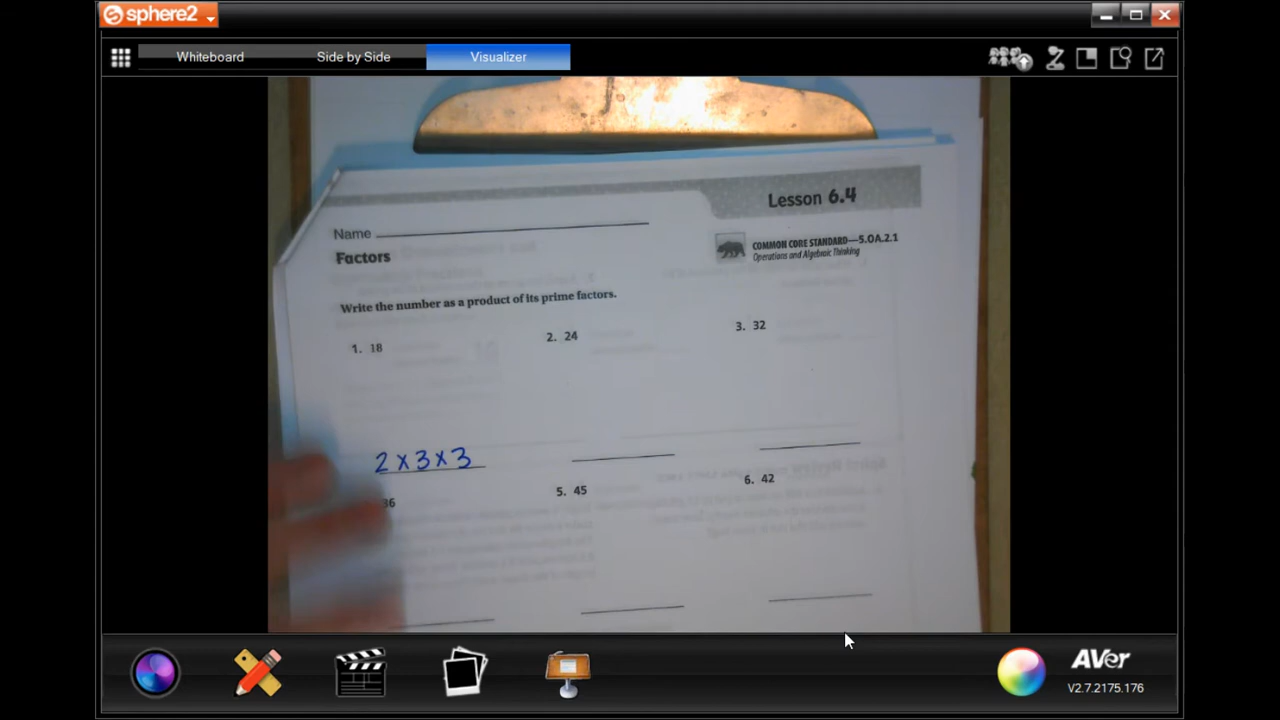 sphere2
Whiteboard Side by Side Visualizer
Lesson 6.4
Name
COMMON CORE STANDARD—5.OA.2.1
Operations and Algebraic Thinking
Factors
Write the number as a product of its prime factors.
1. 18 2. 24 3. 32
2 x 3 x 3
36 5. 45 6. 42
AVer
V2.7.2175.176